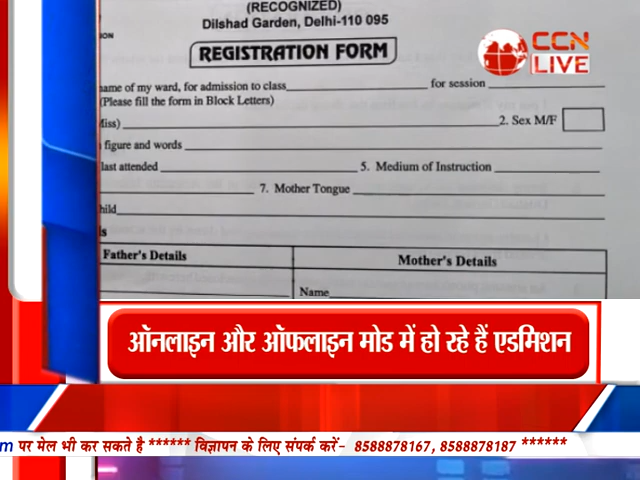 (RECOGNIZED)
Dilshad Garden, Delhi-110 095
ION
REGISTRATION FORM
CCN
LIVE
name of my ward, for admission to class for session
(Please fill the form in Block Letters)
Miss) 2. Sex M/F
figure and words
last attended 5. Medium of Instruction
7. Mother Tongue
hild
s
Father's Details Mother's Details
Name
ऑनलाइन और ऑफलाइन मोड में हो रहे हैं एडमिशन
m पर मेल भी कर सकते है ****** विज्ञापन के लिए संपर्क करें- 8588878167, 8588878187 ******